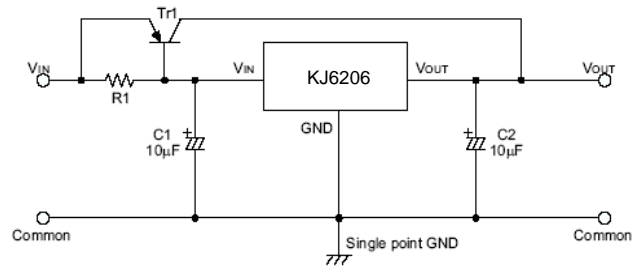 Tr1
VIN
R1
VIN
KJ6206
VOUT
VOUT
GND
C1
10μF
C2
10μF
Common
Single point GND
Common